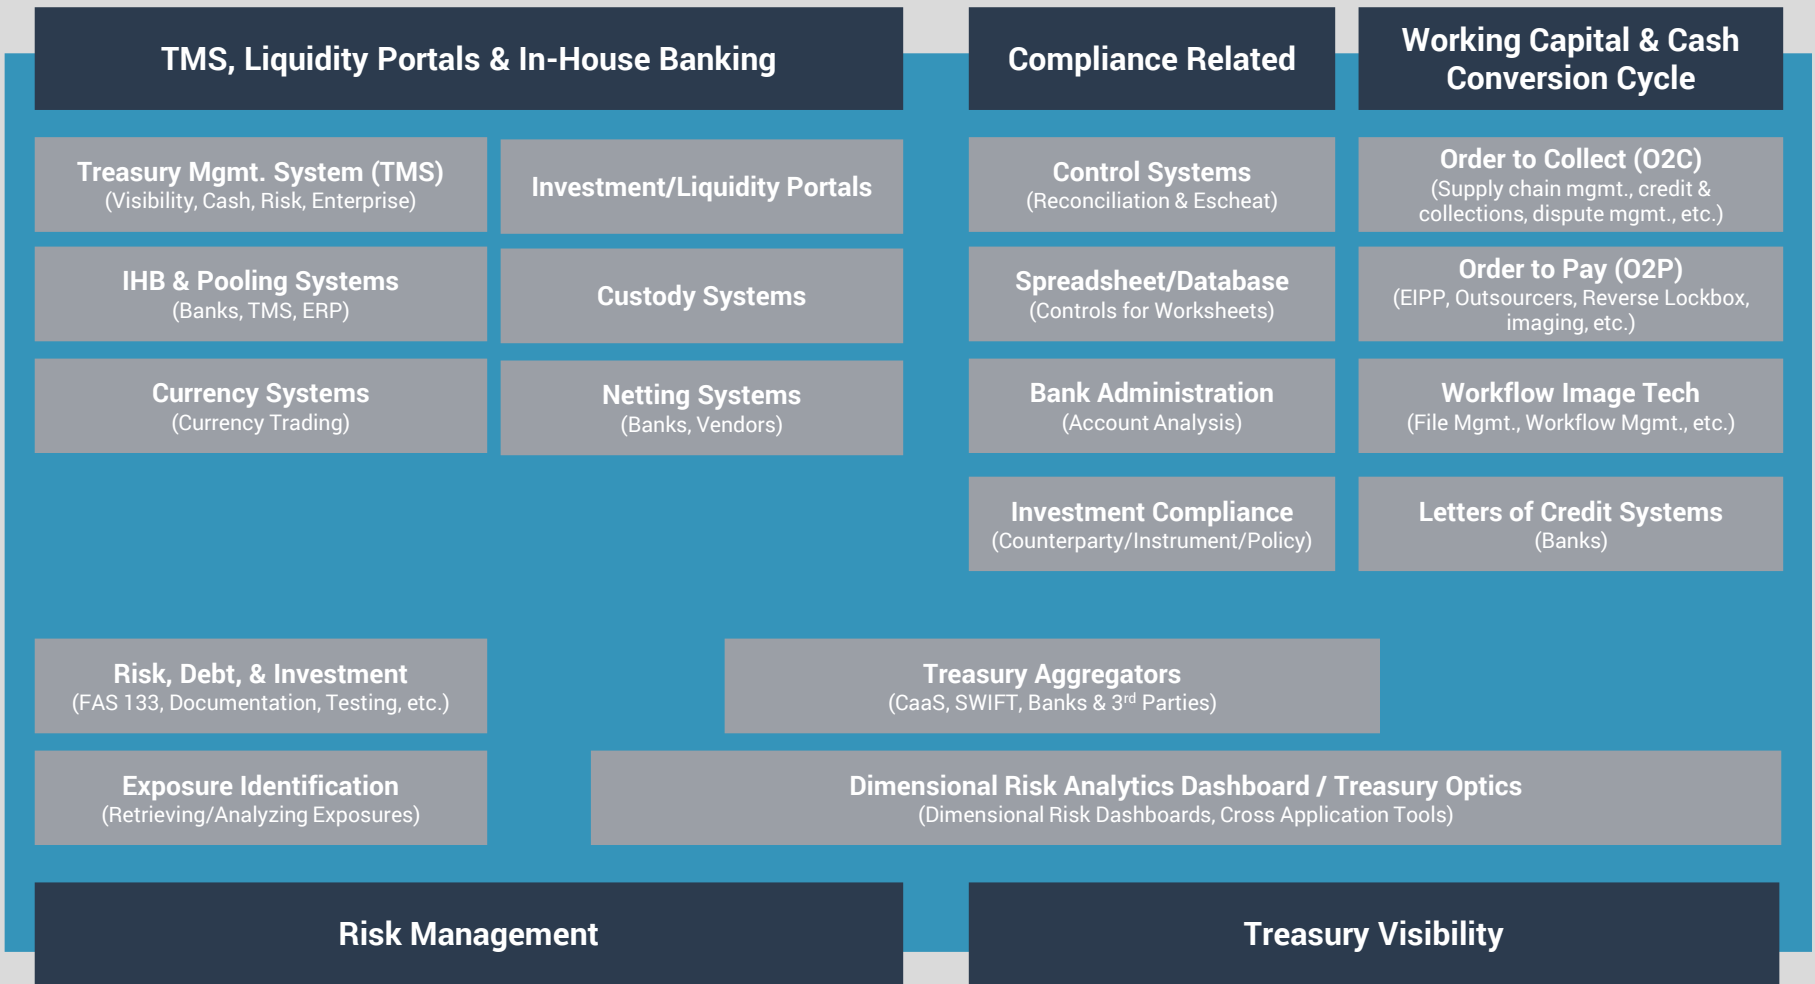 TMS, Liquidity Portals & In-House Banking
Compliance Related
Working Capital & Cash
Conversion Cycle
Treasury Mgmt. System (TMS)
(Visibility, Cash, Risk, Enterprise)
Investment/Liquidity Portals
Control Systems
(Reconciliation & Escheat)
Order to Collect (O2C)
(Supply chain mgmt., credit &
collections, dispute mgmt., etc.)
IHB & Pooling Systems
(Banks, TMS, ERP)
Custody Systems
Spreadsheet/Database
(Controls for Worksheets)
Order to Pay (O2P)
(EIPP, Outsourcers, Reverse Lockbox,
imaging, etc.)
Currency Systems
(Currency Trading)
Netting Systems
(Banks, Vendors)
Bank Administration
(Account Analysis)
Workflow Image Tech
(File Mgmt., Workflow Mgmt., etc.)
Investment Compliance
(Counterparty/Instrument/Policy)
Letters of Credit Systems
(Banks)
Risk, Debt, & Investment
(FAS 133, Documentation, Testing, etc.)
Treasury Aggregators
(CaaS, SWIFT, Banks & 3rd Parties)
Exposure Identification
(Retrieving/Analyzing Exposures)
Dimensional Risk Analytics Dashboard / Treasury Optics
(Dimensional Risk Dashboards, Cross Application Tools)
Risk Management
Treasury Visibility